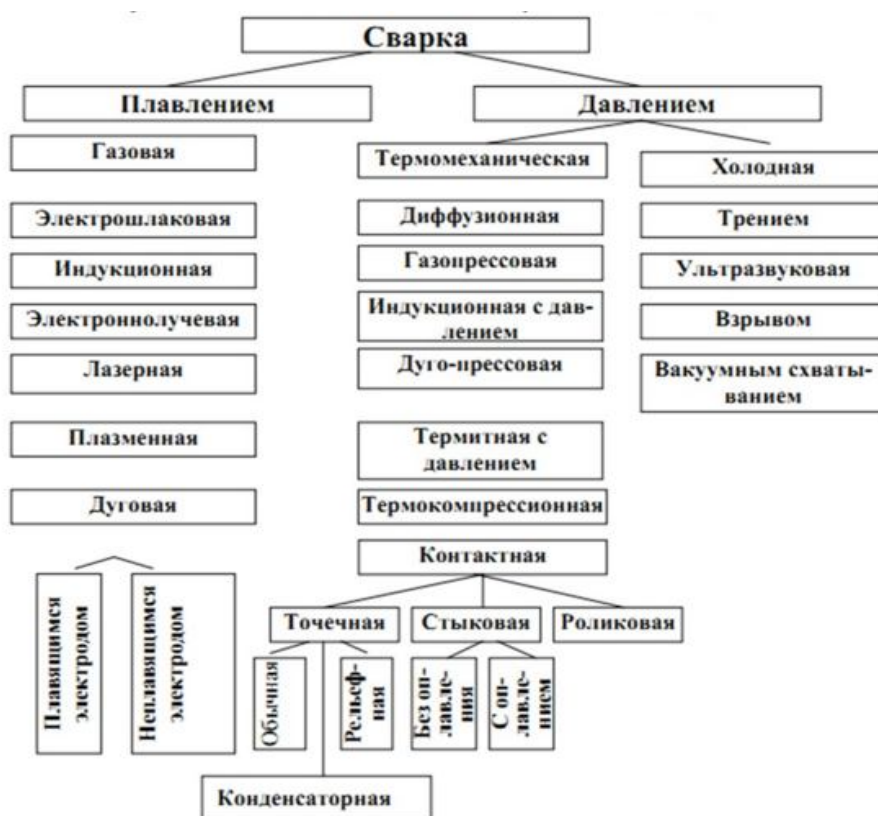 Сварка
Плавлением
Давлением
Газовая
Термомеханическая
Холодная
Электрошлаковая
Диффузионная
Трением
Индукционная
Газопрессовая
Ультразвуковая
Электроннолучевая
Индукционная с дав-
лением
Взрывом
Лазерная
Дуго-прессовая
Вакуумным схваты-
ванием
Плазменная
Термитная с
давлением
Дуговая
Термокомпрессионная
Контактная
Плавящимся
электродом
Неплавящимся
электродом
Точечная
Стыковая
Роликовая
Обычная
Рельеф-
ная
Без оп-
лавле-
ния
С оп-
лавле-
нием
Конденсаторная